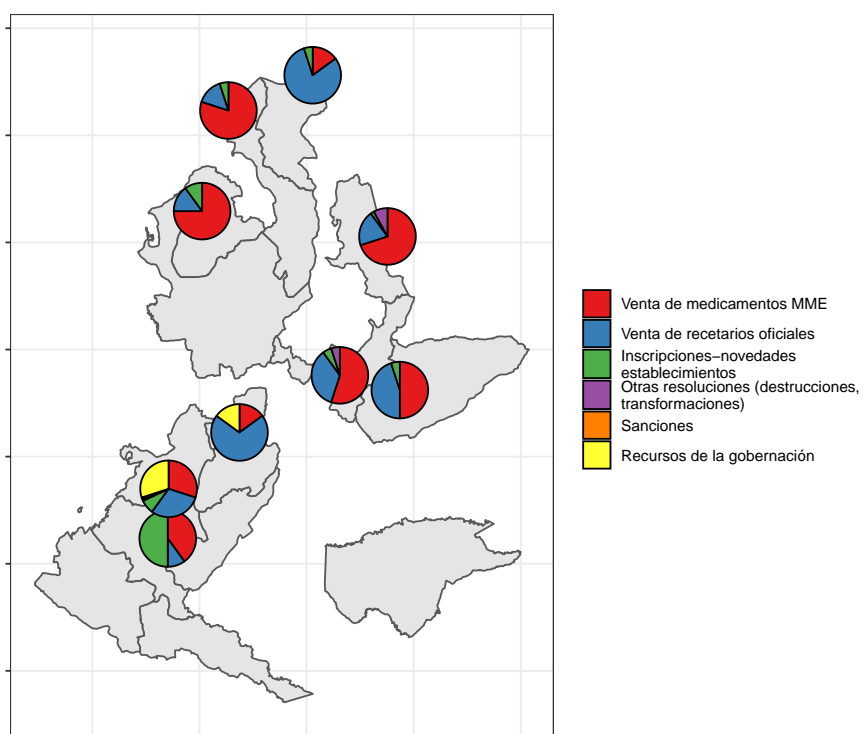 Venta de medicamentos MME
Venta de recetarios oficiales
Inscripciones−novedades
establecimientos
Otras resoluciones (destrucciones,
transformaciones)
Sanciones
Recursos de la gobernación